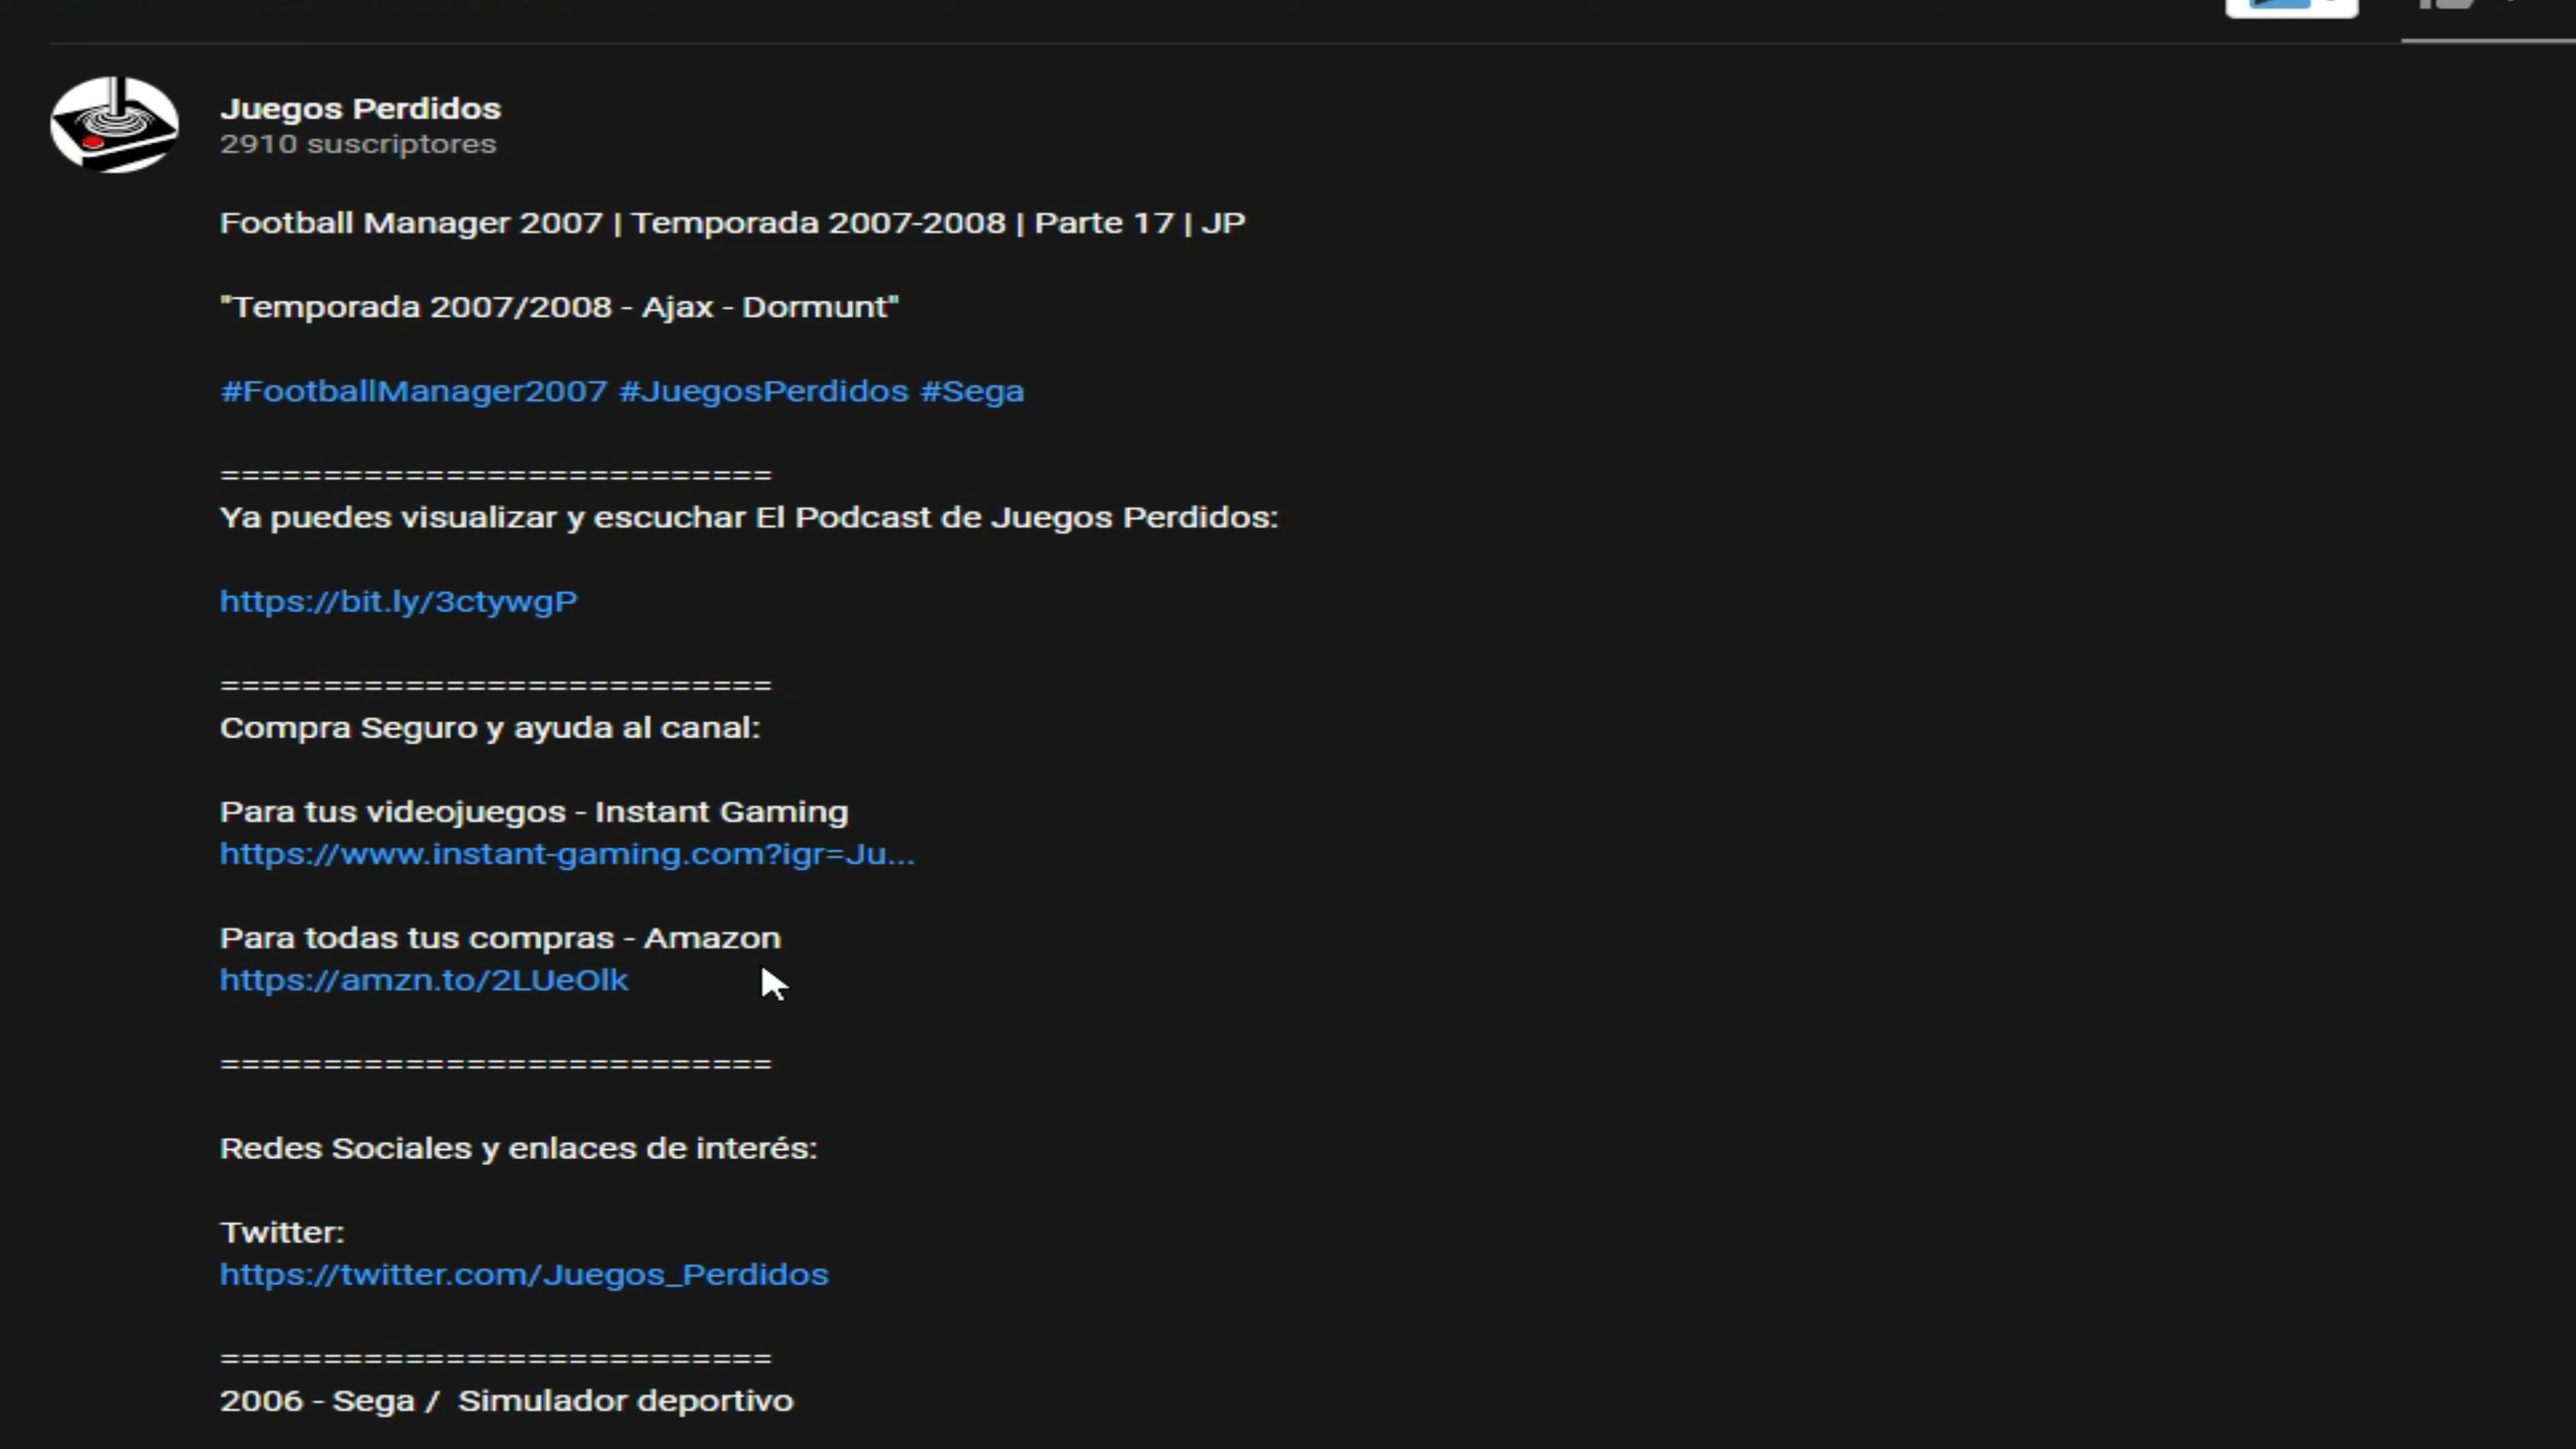 Juegos Perdidos
2910 suscriptores
Football Manager 2007 | Temporada 2007-2008 | Parte 17 | JP
"Temporada 2007/2008 - Ajax - Dormunt"
#FootballManager2007 #JuegosPerdidos #Sega
===========================
Ya puedes visualizar y escuchar El Podcast de Juegos Perdidos:
https://bit.ly/3ctywgP
===========================
Compra Seguro y ayuda al canal:
Para tus videojuegos - Instant Gaming
https://www.instant-gaming.com?igr=Ju...
Para todas tus compras - Amazon
https://amzn.to/2LUeOlk
===========================
Redes Sociales y enlaces de interés:
Twitter:
https://twitter.com/Juegos_Perdidos
===========================
2006 - Sega /  Simulador deportivo